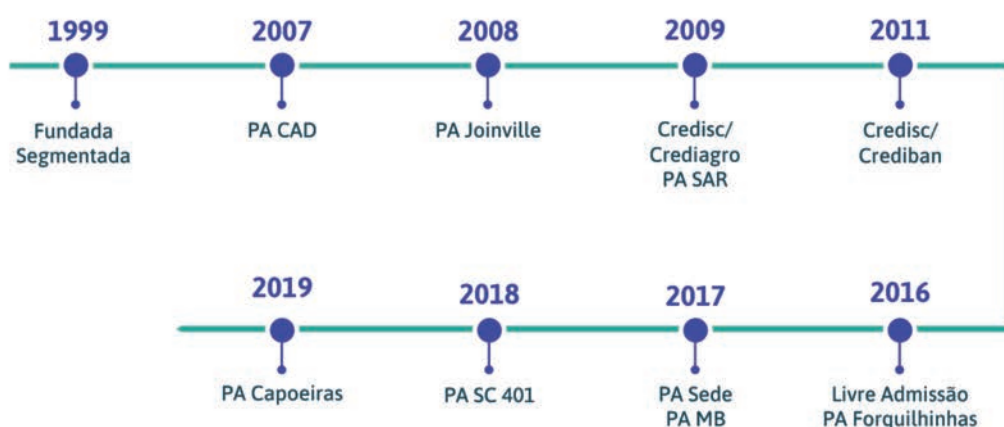 1999
2007
2008
2009
2011
Fundada
Segmentada
PA CAD
PA Joinville
Credisc/
Crediagro
PA SAR
Credisc/
Crediban
2019
2018
2017
2016
PA Capoeiras
PA SC 401
PA Sede
PA MB
Livre Admissão
PA Forquilhinhas